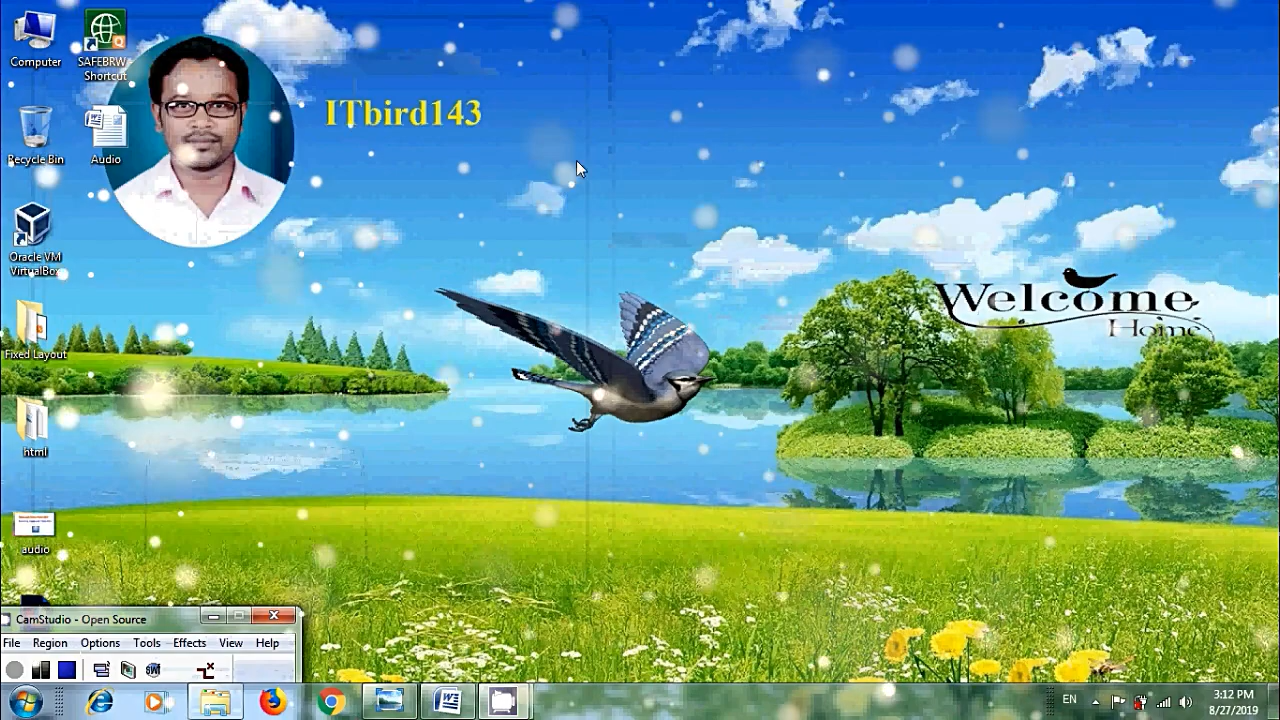 Computer
SAFEBRW
Shortcut
Recycle Bin
Audio
Oracle VM
VirtualBox
Fixed Layout
html
audio
ITbird143
Welcome
Home
CamStudio - Open Source
File Region Options Tools Effects View Help
EN
3:12 PM
8/27/2019